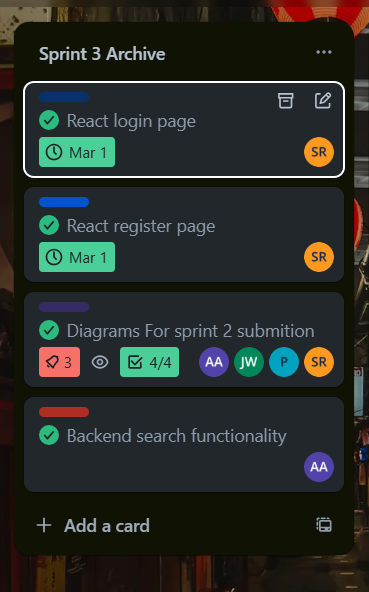 Sprint 3 Archive
React login page
Mar 1
SR
React register page
Mar 1
SR
Diagrams For sprint 2 submition
3 4/4 AA JW P SR
Backend search functionality
AA
Add a card